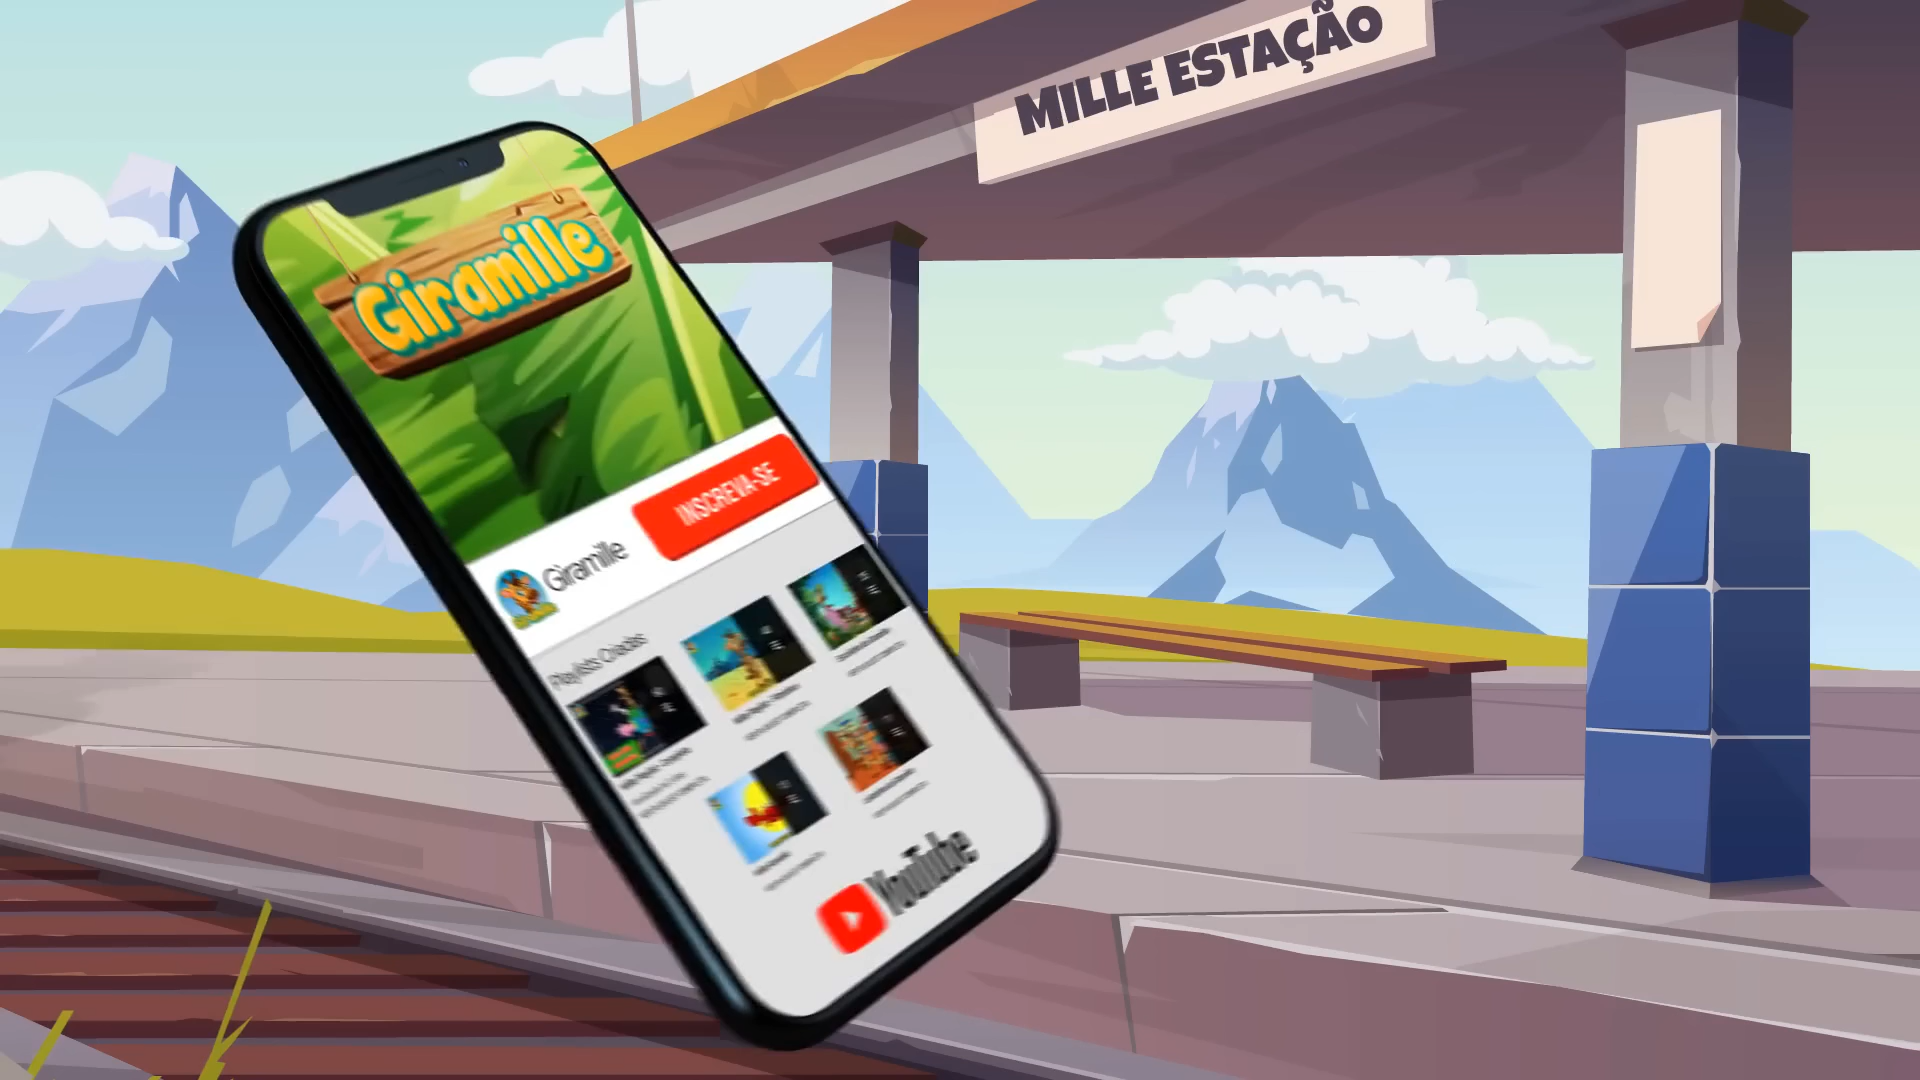 MILLE ESTAÇÃO
Giramille
INSCREVA-SE
Giramille
Playlists Criadas
YouTube